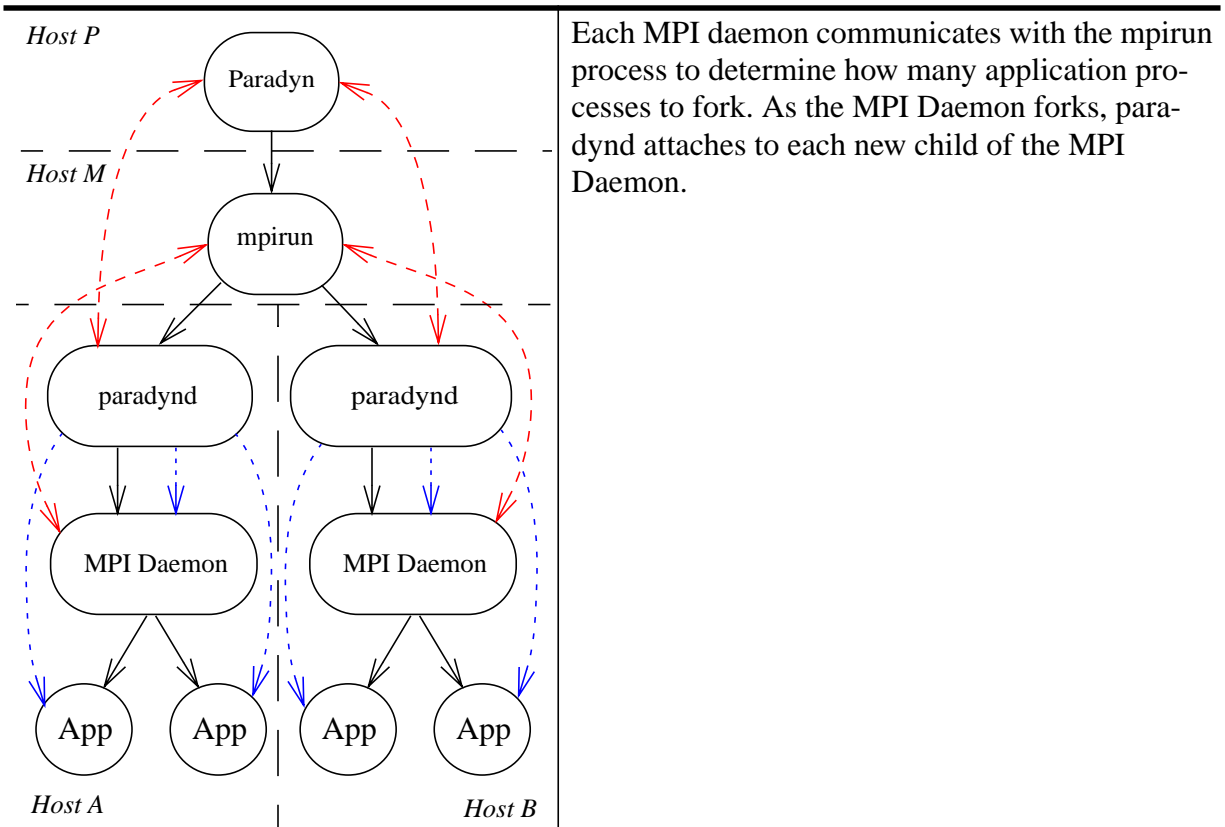 Host P
Paradyn
Host M
mpirun
paradynd
paradynd
MPI Daemon
MPI Daemon
App
App
App
App
Host A
Host B
Each MPI daemon communicates with the mpirun
process to determine how many application pro-
cesses to fork. As the MPI Daemon forks, para-
dynd attaches to each new child of the MPI
Daemon.